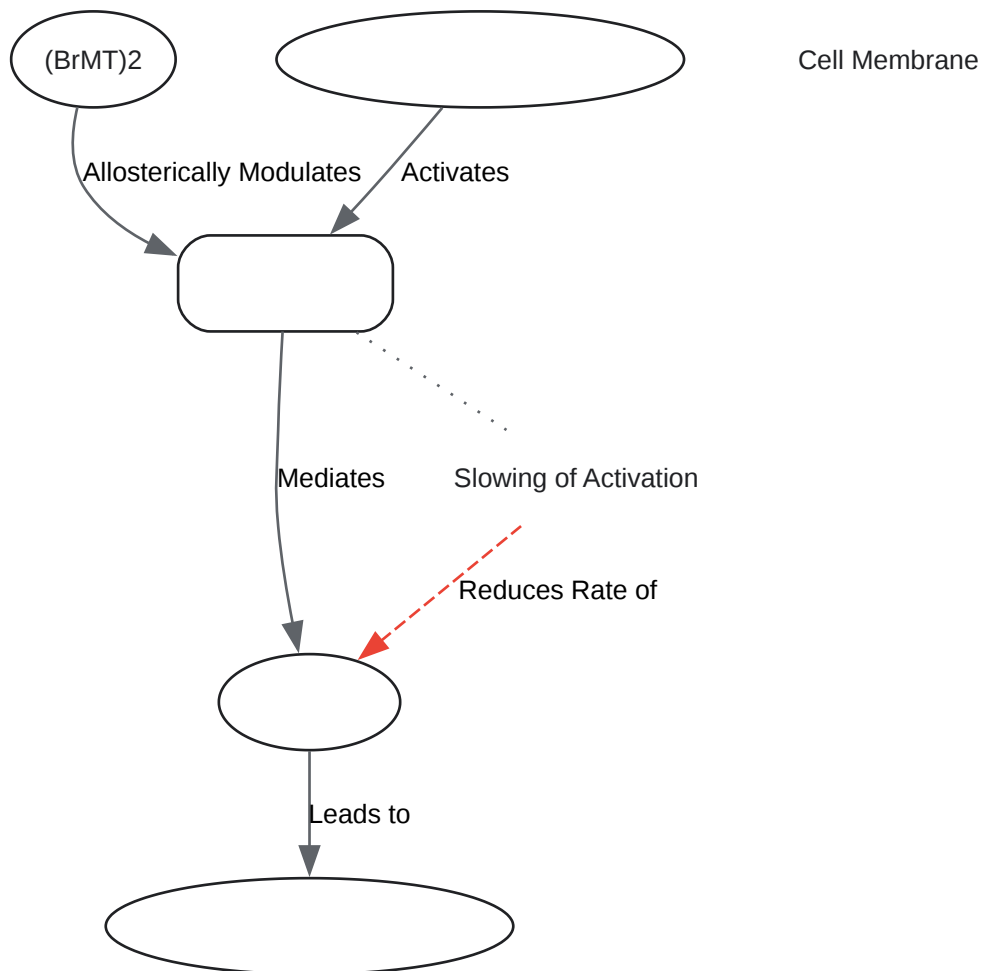 (BrMT)2
Cell Membrane
Allosterically Modulates
Activates
Mediates
Slowing of Activation
Reduces Rate of
Leads to